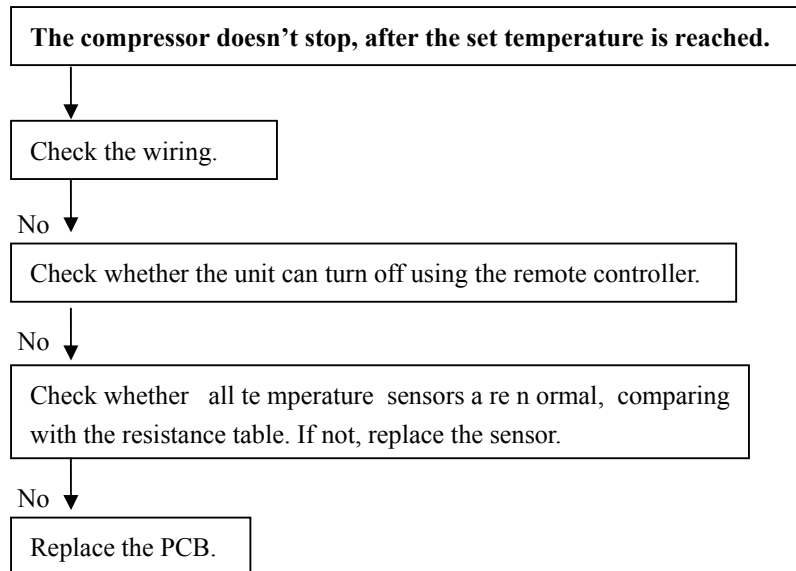 The compressor doesn’t stop, after the set temperature is reached.
Check the wiring.
No
Check whether the unit can turn off using the remote controller.
No
Check whether all te mperature sensors a re n ormal, comparing
with the resistance table. If not, replace the sensor.
No
Replace the PCB.